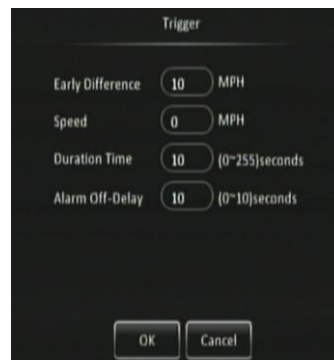 Trigger
Early Difference 10 MPH
Speed 0 MPH
Duration Time 10 (0~255)seconds
Alarm Off-Delay 10 (0~10)seconds
OK Cancel